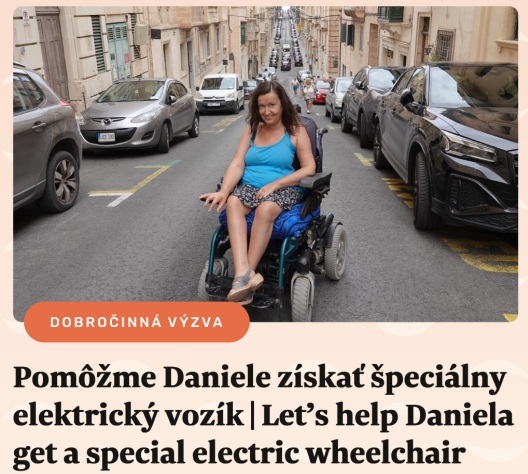 DOBROČINNÁ VÝZVA
Pomôžme Daniele získať špeciálny
elektrický vozík | Let’s help Daniela
get a special electric wheelchair